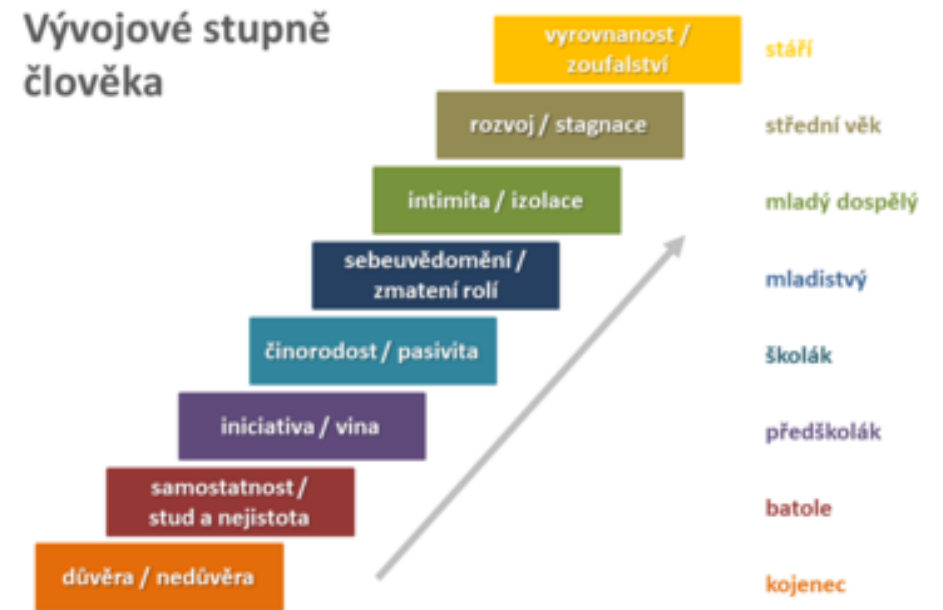 Vývojové stupně
člověka
vyrovnanost /
zoufalství
stáří
rozvoj / stagnace
střední věk
intimita / izolace
mladý dospělý
sebeuvědomění /
zmatení rolí
mladistvý
činorodost / pasivita
školák
iniciativa / vina
předškolák
samostatnost /
stud a nejistota
batole
důvěra / nedůvěra
kojenec